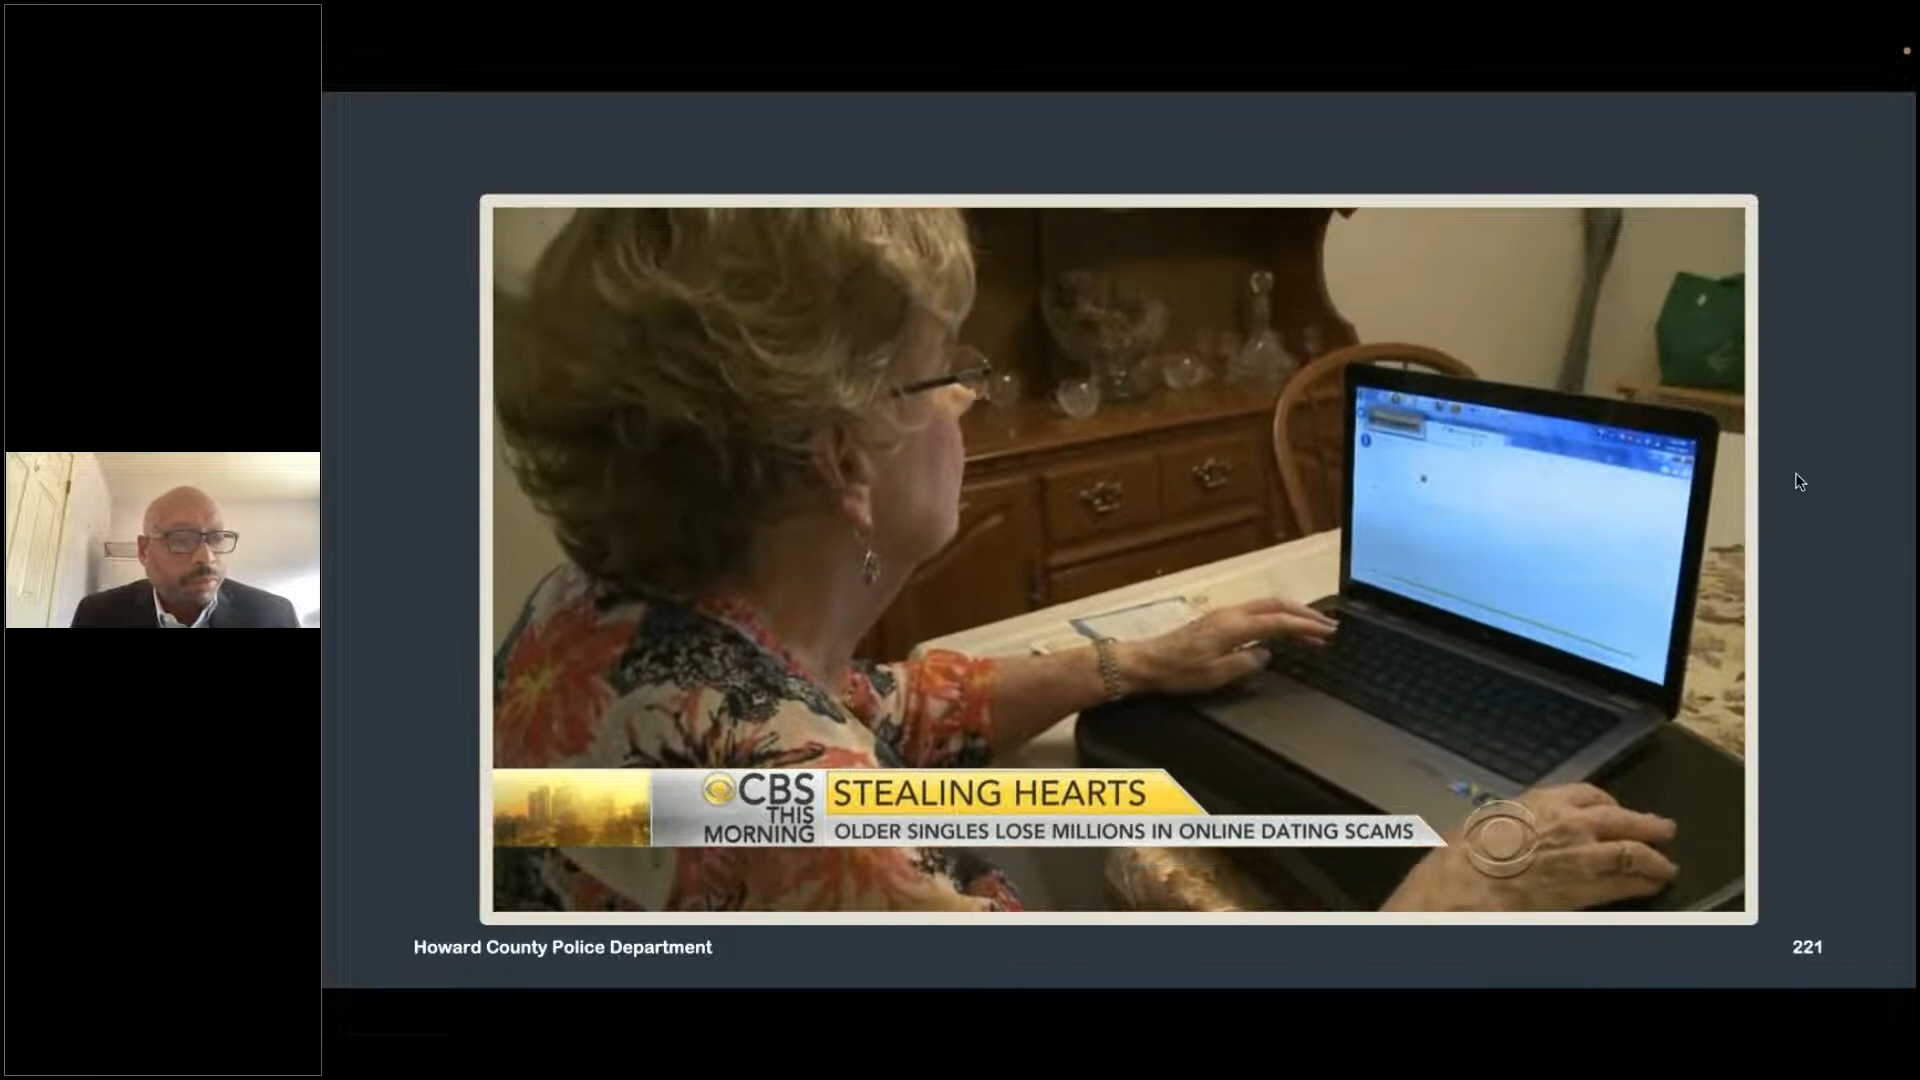 CBS
THIS
MORNING
STEALING HEARTS
OLDER SINGLES LOSE MILLIONS IN ONLINE DATING SCAMS
Howard County Police Department
221